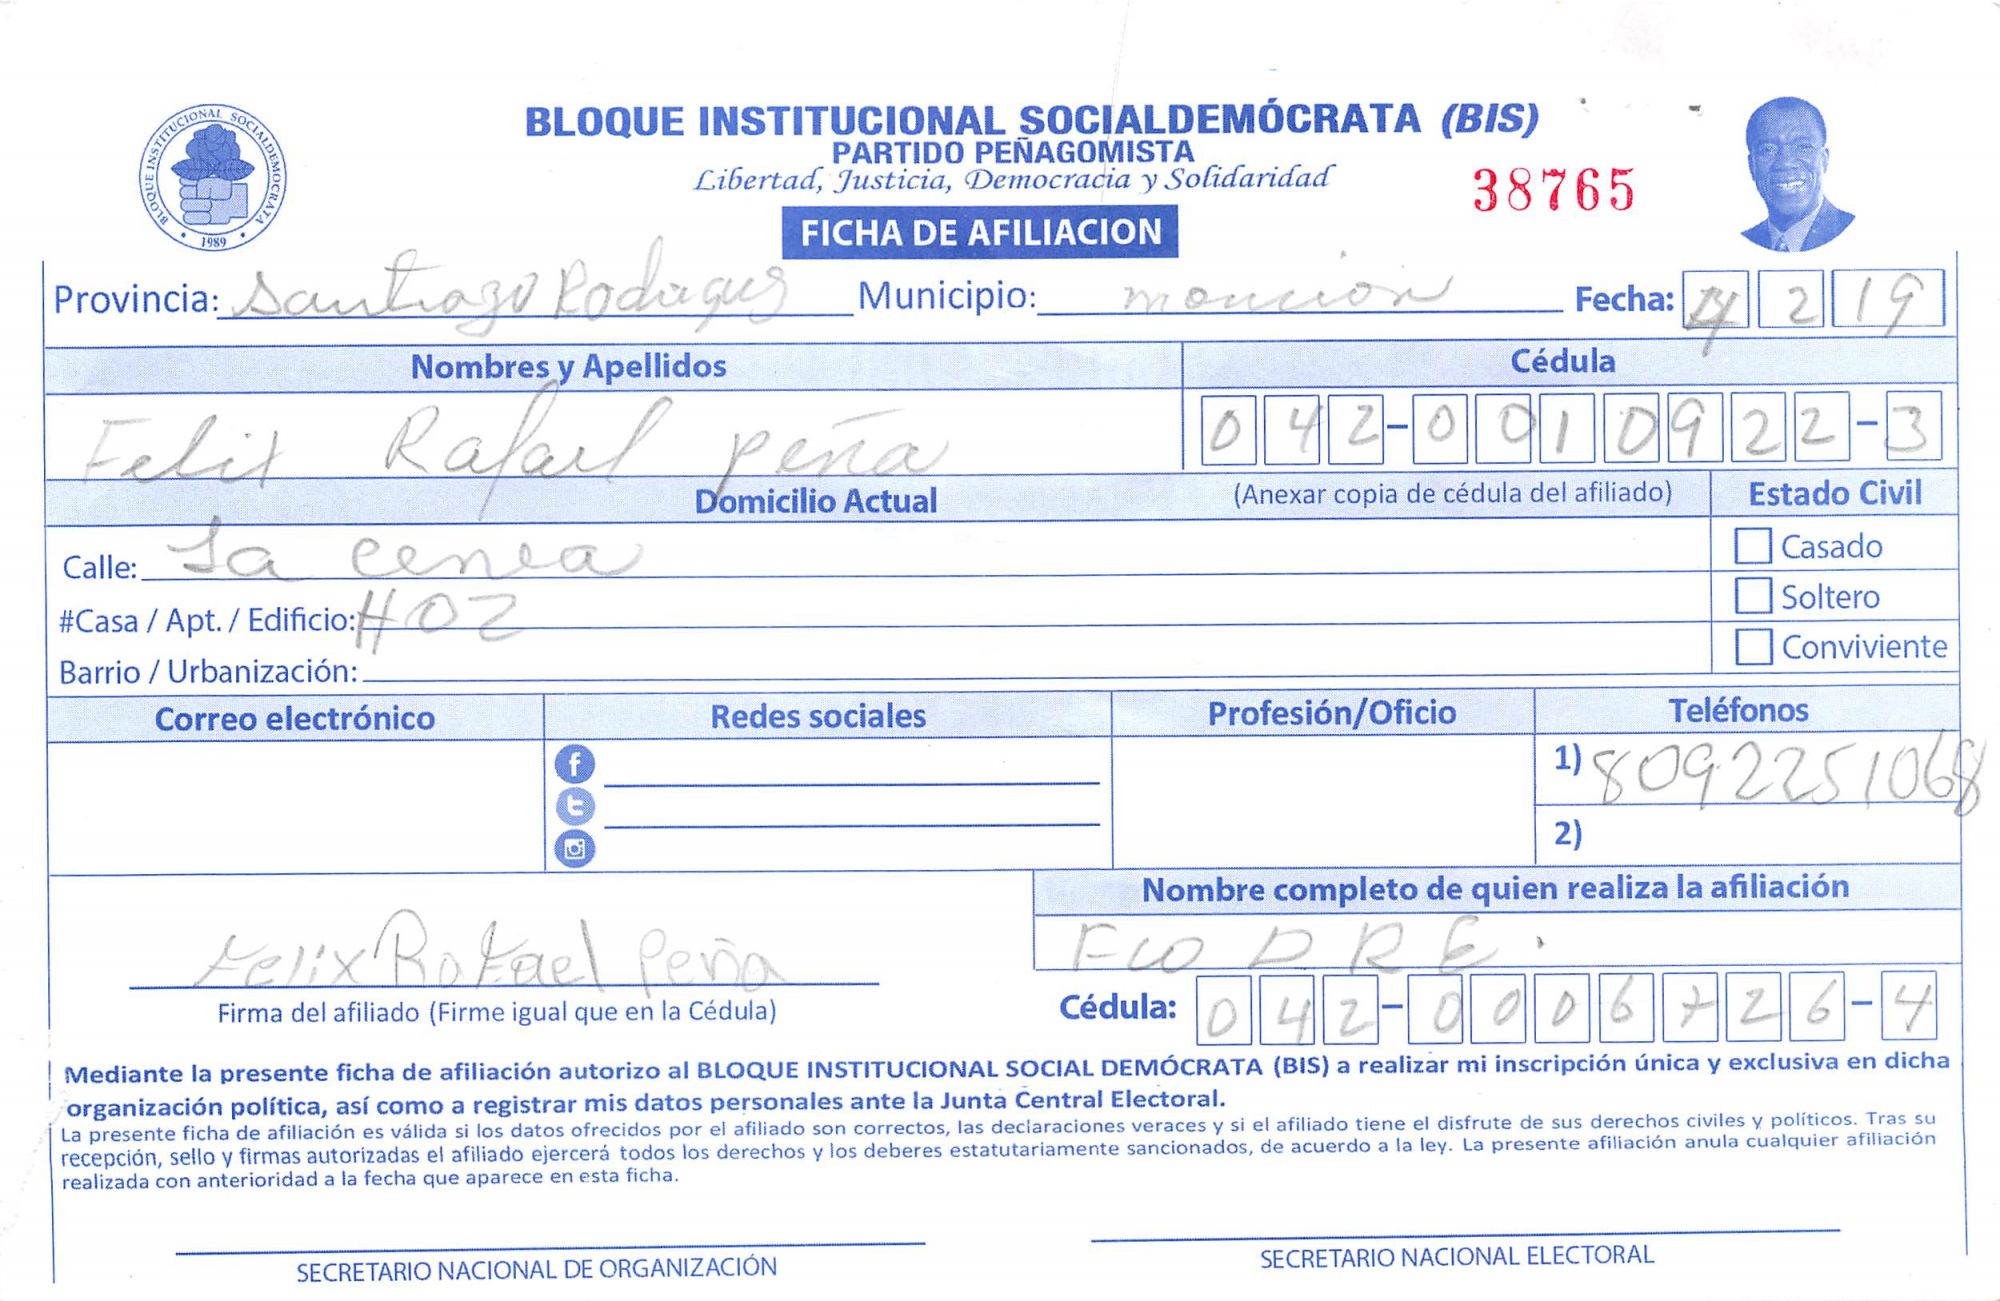 BLOQUE INSTITUCIONAL SOCIALDEMOCRATA
1989
BLOQUE INSTITUCIONAL SOCIALDEMÓCRATA (BIS)
PARTIDO PEÑAGOMISTA
Libertad, Justicia, Democracia y Solidaridad
38765
FICHA DE AFILIACION
Provincia: Santiago Rodrigues Municipio: moncion Fecha: 4 2 19
Nombres y Apellidos Cédula
Felix Rafael peña 042-0010922-3
Domicilio Actual (Anexar copia de cédula del afiliado) Estado Civil
Calle: La Casado
#Casa / Apt. / Edificio: #02 Soltero
Barrio / Urbanización: Conviviente
Correo electrónico Redes sociales Profesión/Oficio Teléfonos
1) 8092251068
2)
Nombre completo de quien realiza la afiliación
Felix Rafael Peña Fco D R E.
Firma del afiliado (Firme igual que en la Cédula) Cédula: 042-0006726-4
Mediante la presente ficha de afiliación autorizo al BLOQUE INSTITUCIONAL SOCIAL DEMÓCRATA (BIS) a realizar mi inscripción única y exclusiva en dicha
organización política, así como a registrar mis datos personales ante la Junta Central Electoral.
La presente ficha de afiliación es válida si los datos ofrecidos por el afiliado son correctos, las declaraciones veraces y si el afiliado tiene el disfrute de sus derechos civiles y políticos. Tras su
recepción, sello y firmas autorizadas el afiliado ejercerá todos los derechos y los deberes estatutariamente sancionados, de acuerdo a la ley. La presente afiliación anula cualquier afiliación
realizada con anterioridad a la fecha que aparece en esta ficha.
SECRETARIO NACIONAL DE ORGANIZACIÓN SECRETARIO NACIONAL ELECTORAL